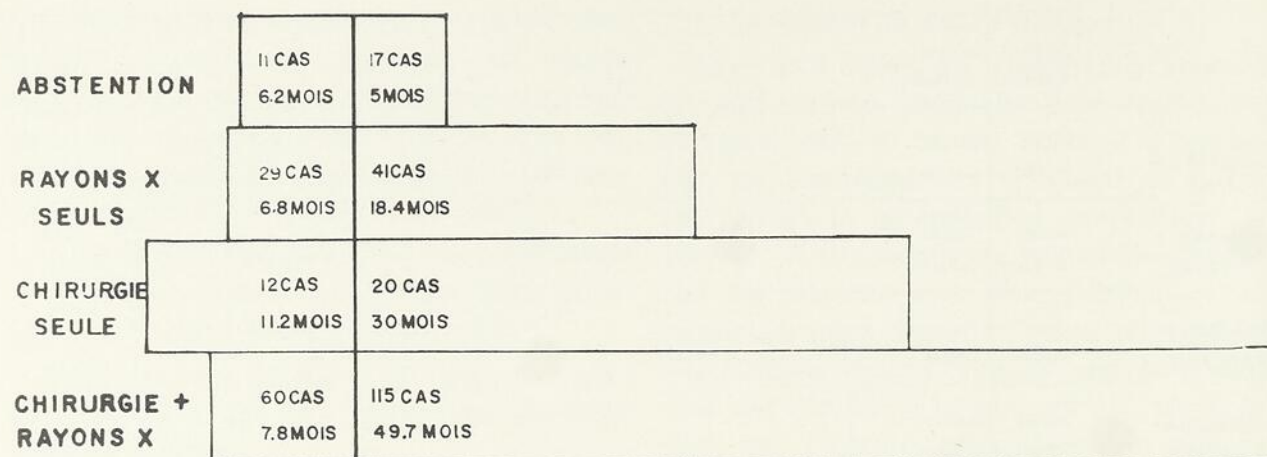 ABSTENTION
11 CAS
6.2 MOIS
17 CAS
5 MOIS
RAYONS X
SEULS
29 CAS
6.8 MOIS
41 CAS
18.4 MOIS
CHIRURGIE
SEULE
12 CAS
11.2 MOIS
20 CAS
30 MOIS
CHIRURGIE +
RAYONS X
60 CAS
7.8 MOIS
115 CAS
49.7 MOIS